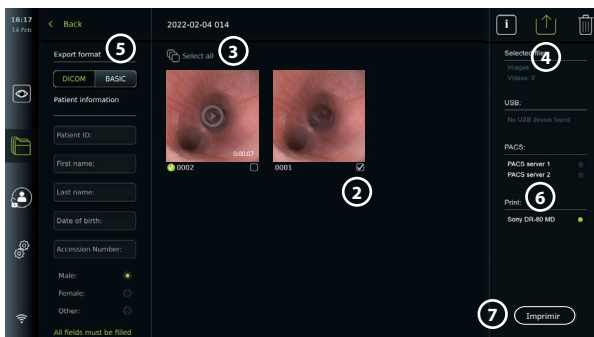 16:17
14 Feb
Back
2022-02-04 014
i
Export format
5
DICOM BASIC
Patient information
Patient ID:
First name:
Last name:
Date of birth:
Accession Number:
Male:
Female:
Other:
All fields must be filled
Select all
3
0:00:07
0002
0001
2
Selected files:
4
Images:
Videos: 0
USB:
No USB device found
PACS:
PACS server 1
PACS server 2
Print:
6
Sony DR-80 MD
7
Imprimir